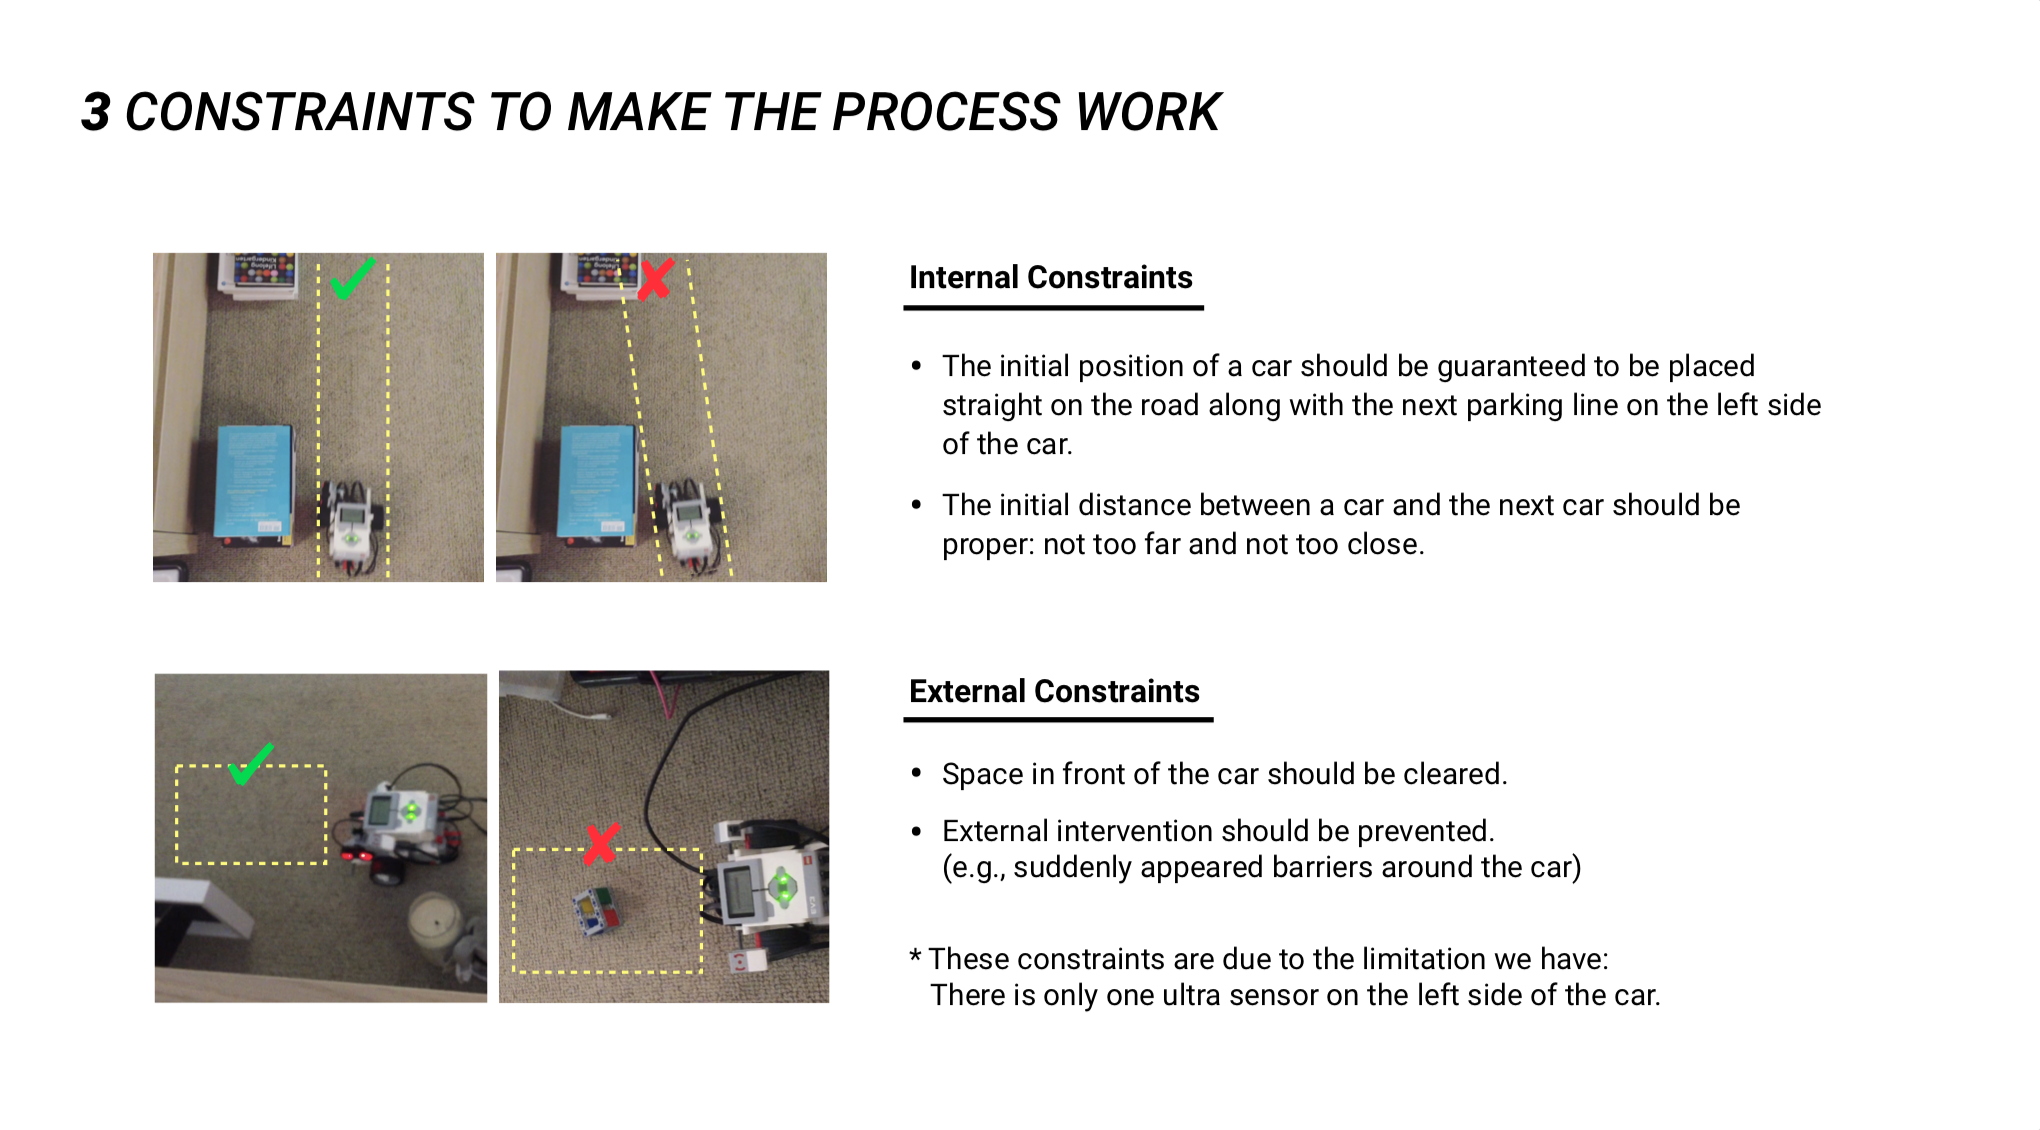 3 CONSTRAINTS TO MAKE THE PROCESS WORK
Lifelong
Kindergarten
Lifelong
Kindergarten
Internal Constraints
• The initial position of a car should be guaranteed to be placed
straight on the road along with the next parking line on the left side
of the car.
• The initial distance between a car and the next car should be
proper: not too far and not too close.
External Constraints
• Space in front of the car should be cleared.
• External intervention should be prevented.
(e.g., suddenly appeared barriers around the car)
EV3
* These constraints are due to the limitation we have:
There is only one ultra sensor on the left side of the car.